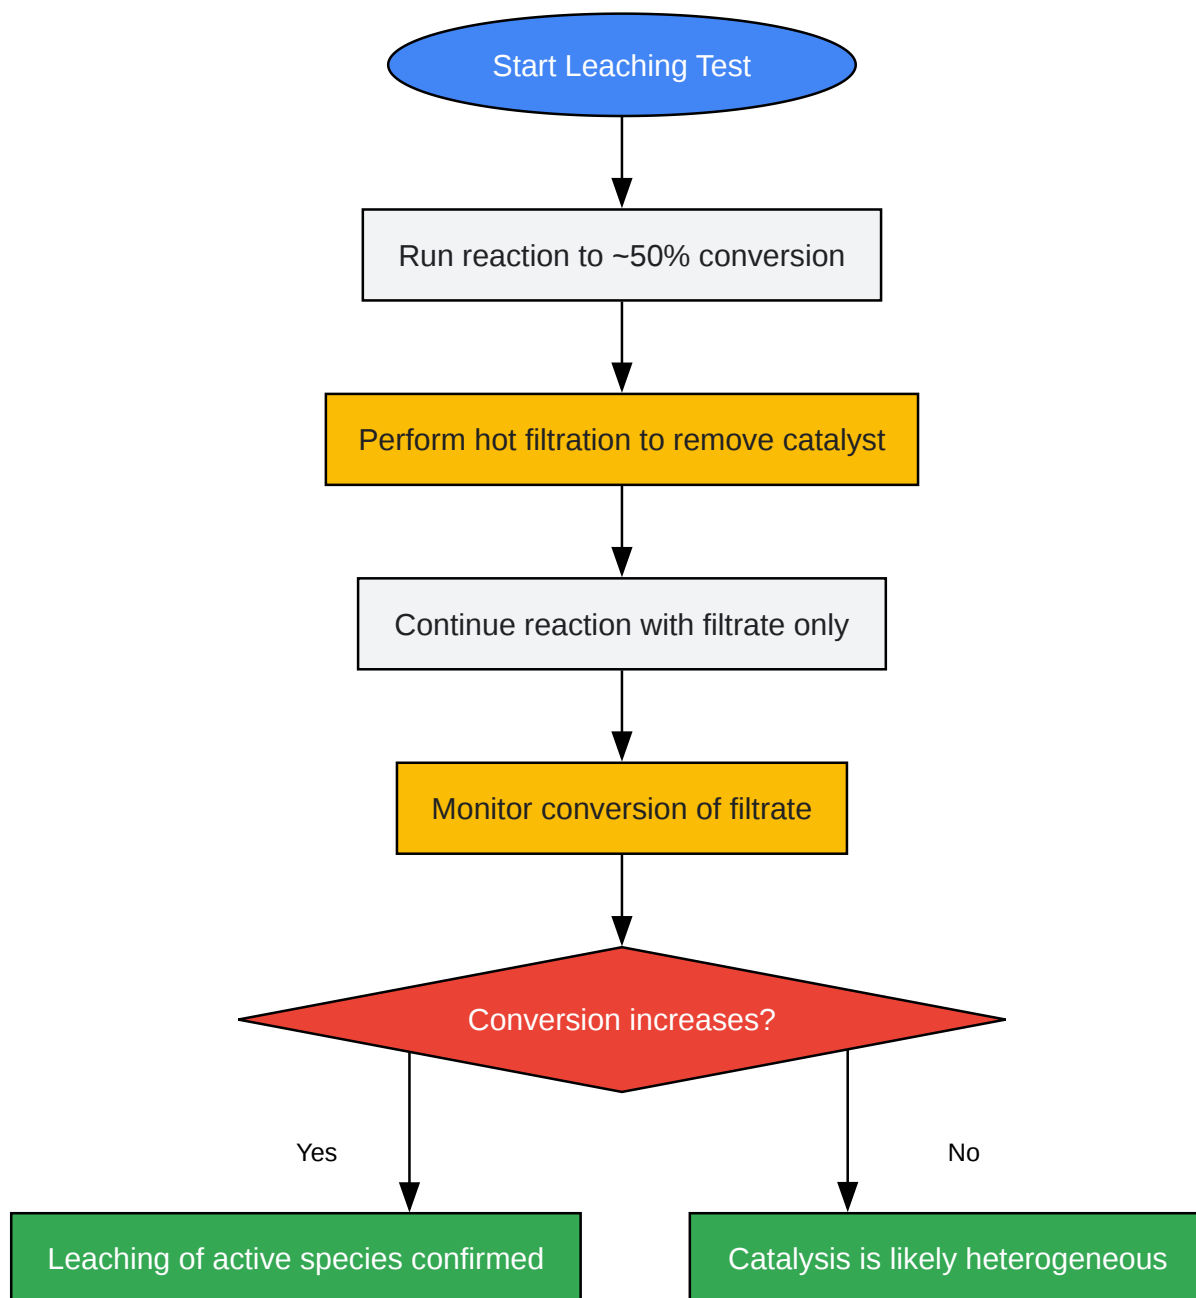 Start Leaching Test
Run reaction to ~50% conversion
Perform hot filtration to remove catalyst
Continue reaction with filtrate only
Monitor conversion of filtrate
Conversion increases?
Yes
No
Leaching of active species confirmed
Catalysis is likely heterogeneous